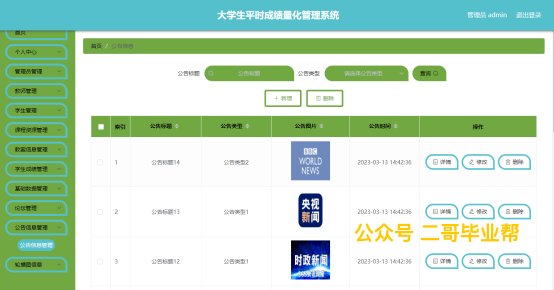 大学生平时成绩量化管理系统
管理员 admin 退出登录
首页
个人中心
管理员管理
教师管理
学生管理
课程资源管理
数据信息管理
学生成绩管理
基础数据管理
论坛管理
公告信息管理
公告信息管理
轮播图信息
首页 / 公告信息
公告标题 公告标题 公告类型 请选择公告类型 查询
+ 新增 删除
索引 公告标题 公告类型 公告图片 公告时间 操作
1 公告标题14 公告类型2 BBC WORLD NEWS 2023-03-13 14:42:36 详情 修改 删除
2 公告标题13 公告类型1 央视新闻 2023-03-13 14:42:36 详情 修改 删除
公众号 二哥毕业帮
3 公告标题12 公告类型1 时政新闻 2023-03-13 14:42:36 详情 修改 删除